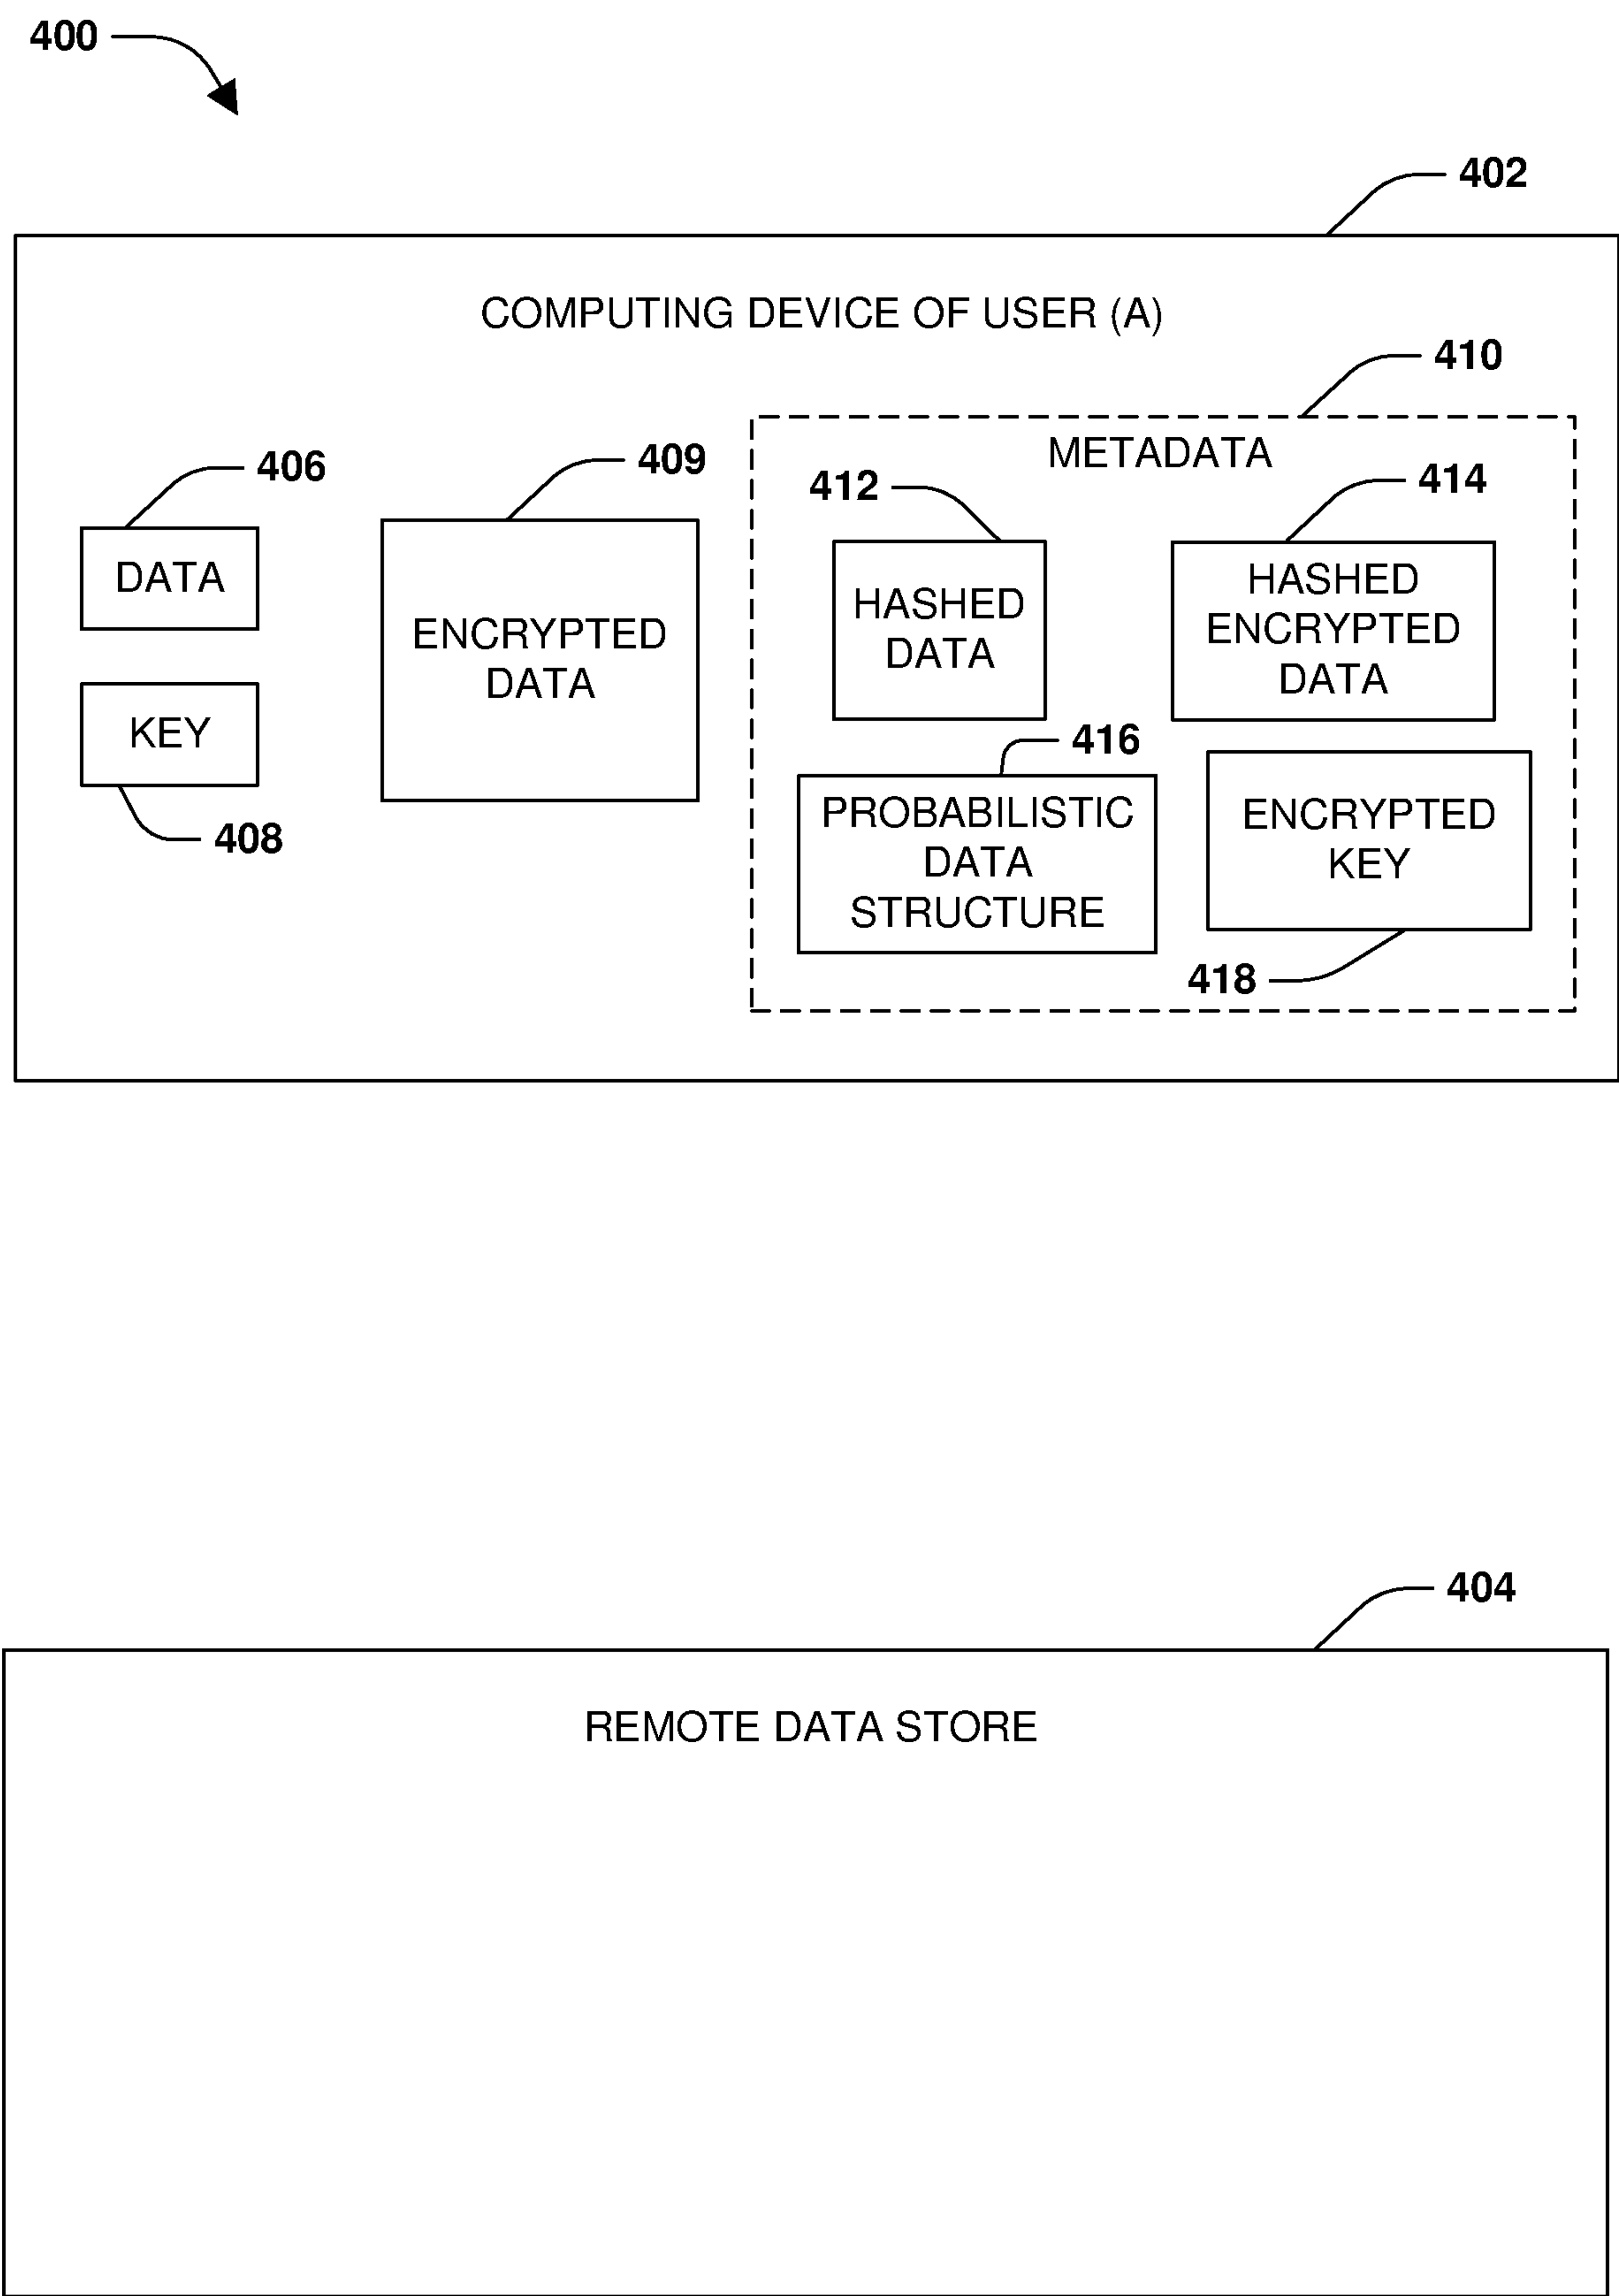 400
402
COMPUTING DEVICE OF USER (A)
410
METADATA
406
409
412
414
DATA
ENCRYPTED
DATA
HASHED
DATA
HASHED
ENCRYPTED
DATA
KEY
408
416
PROBABILISTIC
DATA
STRUCTURE
ENCRYPTED
KEY
418
404
REMOTE DATA STORE